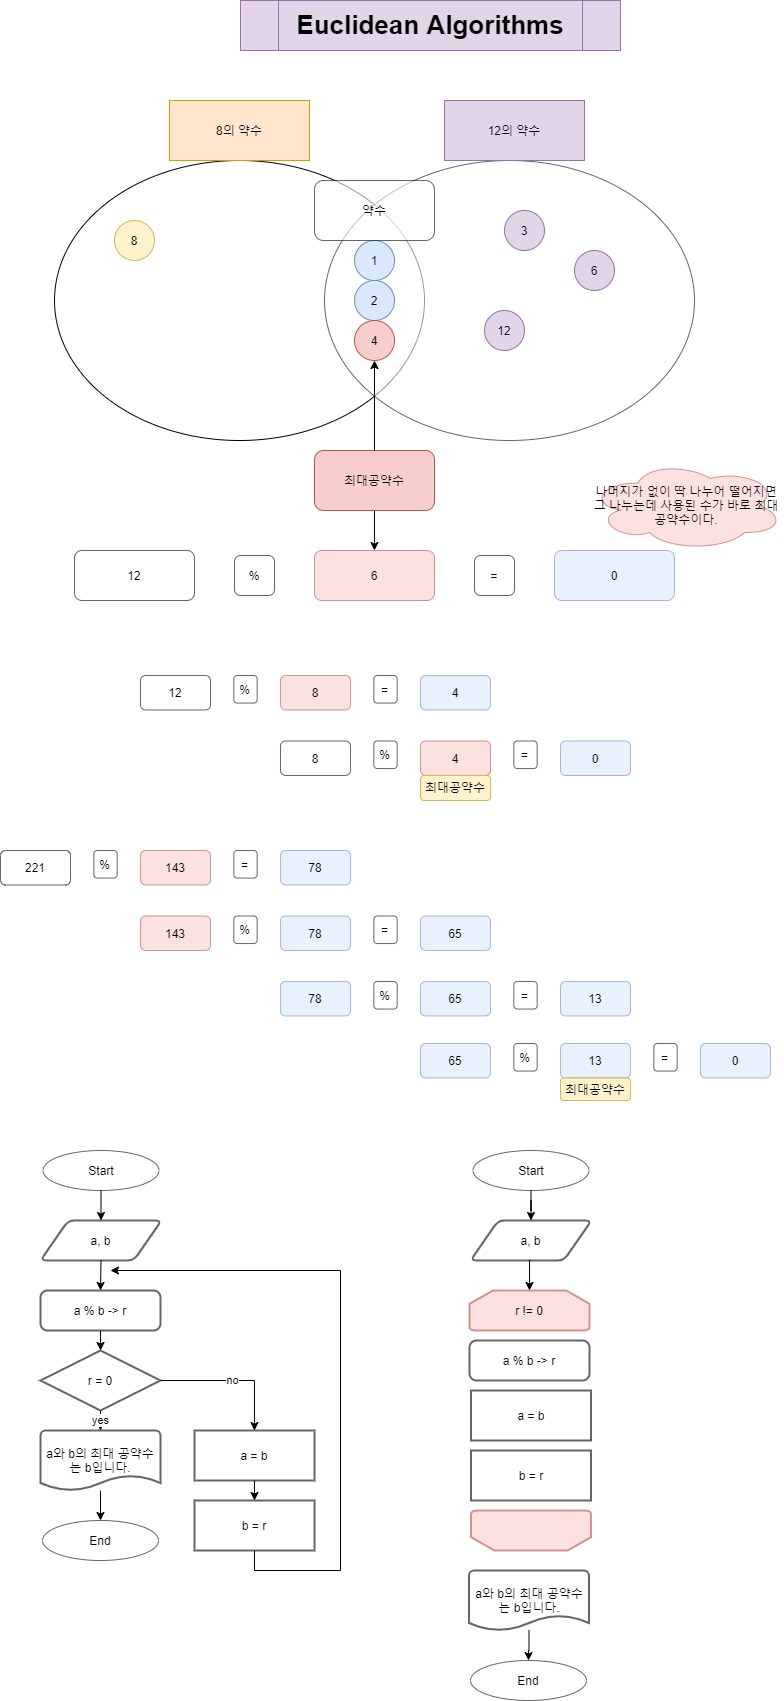 Euclidean Algorithms
8의 약수
12의 약수
약수
8
3
1
6
2
12
4
최대공약수
나머지가 없이 딱 나누어 떨어지면
그 나누는데 사용된 수가 바로 최대
공약수이다.
12 % 6 = 0
12 % 8 = 4
8 % 4 = 0
최대공약수
221 % 143 = 78
143 % 78 = 65
78 % 65 = 13
65 % 13 = 0
최대공약수
Start
a, b
a % b -> r
r = 0
no
yes
a와 b의 최대 공약수
는 b입니다.
a = b
b = r
End
Start
a, b
r != 0
a % b -> r
a = b
b = r
a와 b의 최대 공약수
는 b입니다.
End